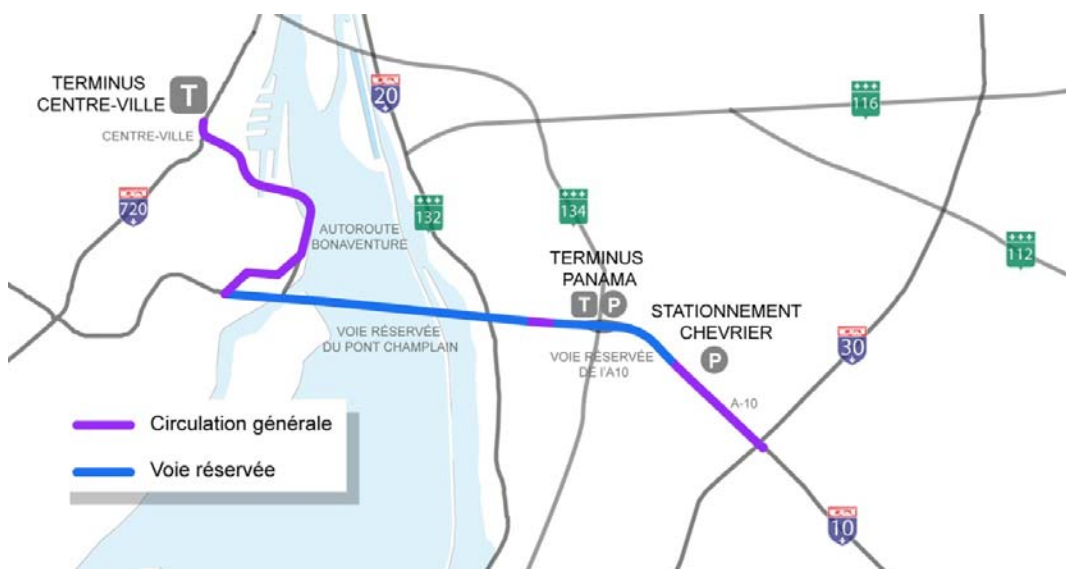 TERMINUS
CENTRE-VILLE
T
CENTRE-VILLE
20
116
720
132
134
112
AUTOROUTE
BONAVENTURE
TERMINUS
PANAMA
T P
STATIONNEMENT
CHEVRIER
P
VOIE RÉSERVÉE
DU PONT CHAMPLAIN
VOIE RÉSERVÉE
DE l'A10
30
A-10
Circulation générale
Voie réservée
10